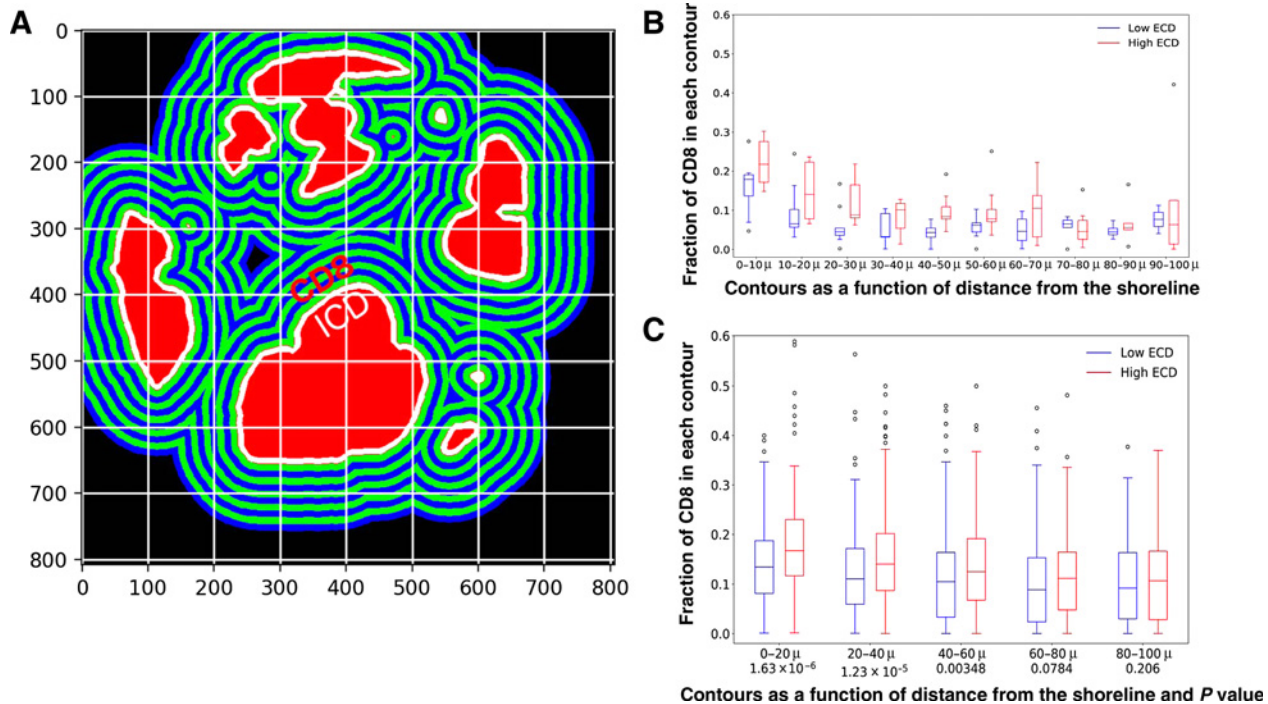 A
0
100
200
300
400
500
600
700
800
0 100 200 300 400 500 600 700 800
CD8
ICD
B
Fraction of CD8 in each contour
0.6
0.5
0.4
0.3
0.2
0.1
0.0
Low ECD
High ECD
0–10 μ 10–20 μ 20–30 μ 30–40 μ 40–50 μ 50–60 μ 60–70 μ 70–80 μ 80–90 μ 90–100 μ
Contours as a function of distance from the shoreline
C
Fraction of CD8 in each contour
0.6
0.5
0.4
0.3
0.2
0.1
0.0
Low ECD
High ECD
0–20 μ 20–40 μ 40–60 μ 60–80 μ 80–100 μ
1.63 × 10⁻⁶ 1.23 × 10⁻⁵ 0.00348 0.0784 0.206
Contours as a function of distance from the shoreline and P value